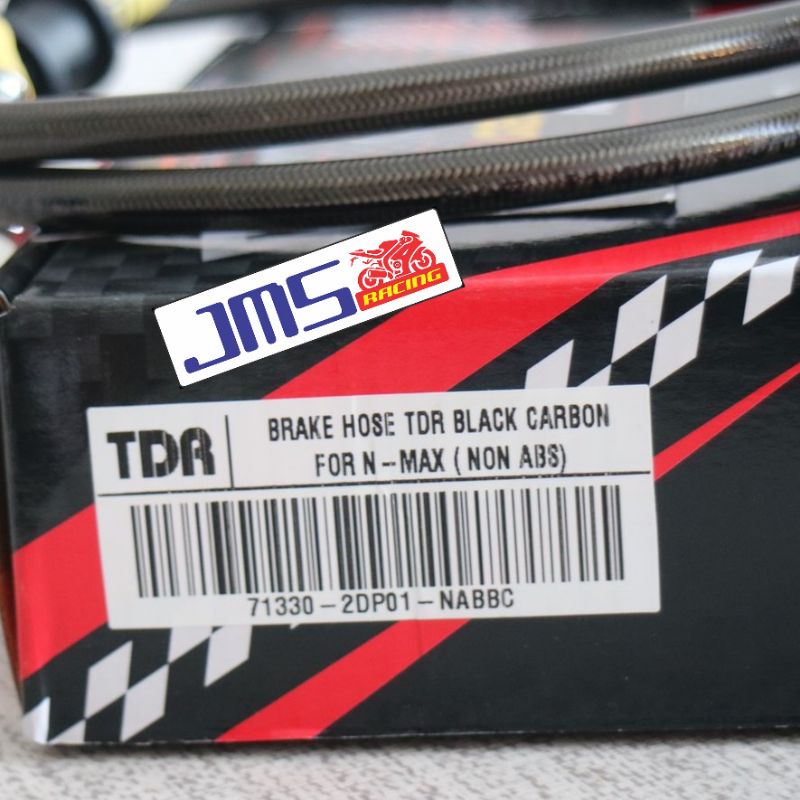 JMS
RACING
TDR
BRAKE HOSE TDR BLACK CARBON
FOR N-MAX ( NON ABS)
71330-2DP01-NABBC